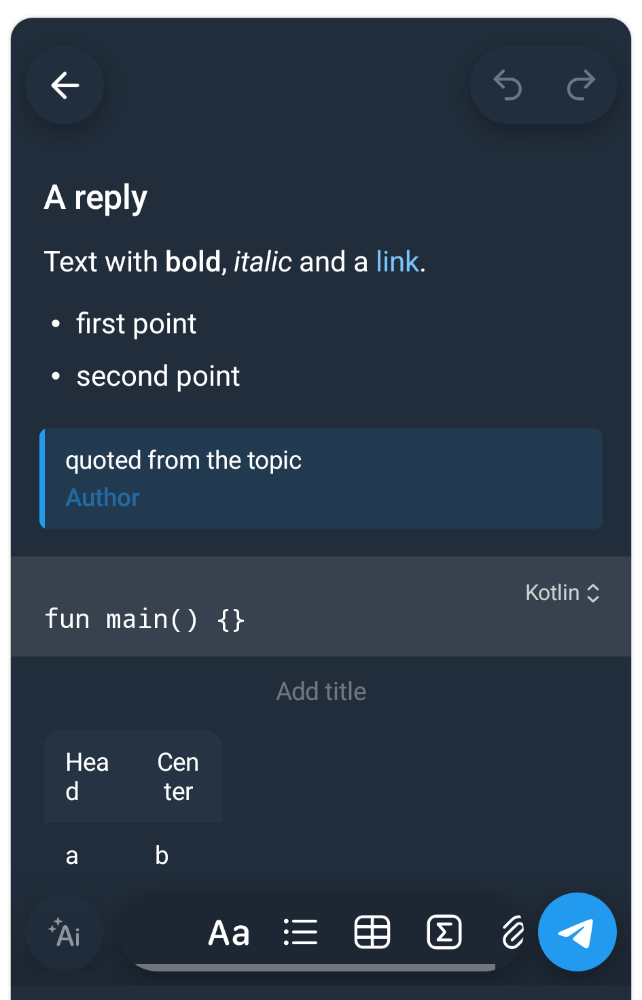 A reply
Text with bold, italic and a link.
• first point
• second point
quoted from the topic
Author
Kotlin
fun main() {}
Add title
Hea
d
Cen
ter
a b
Ai Aa Σ